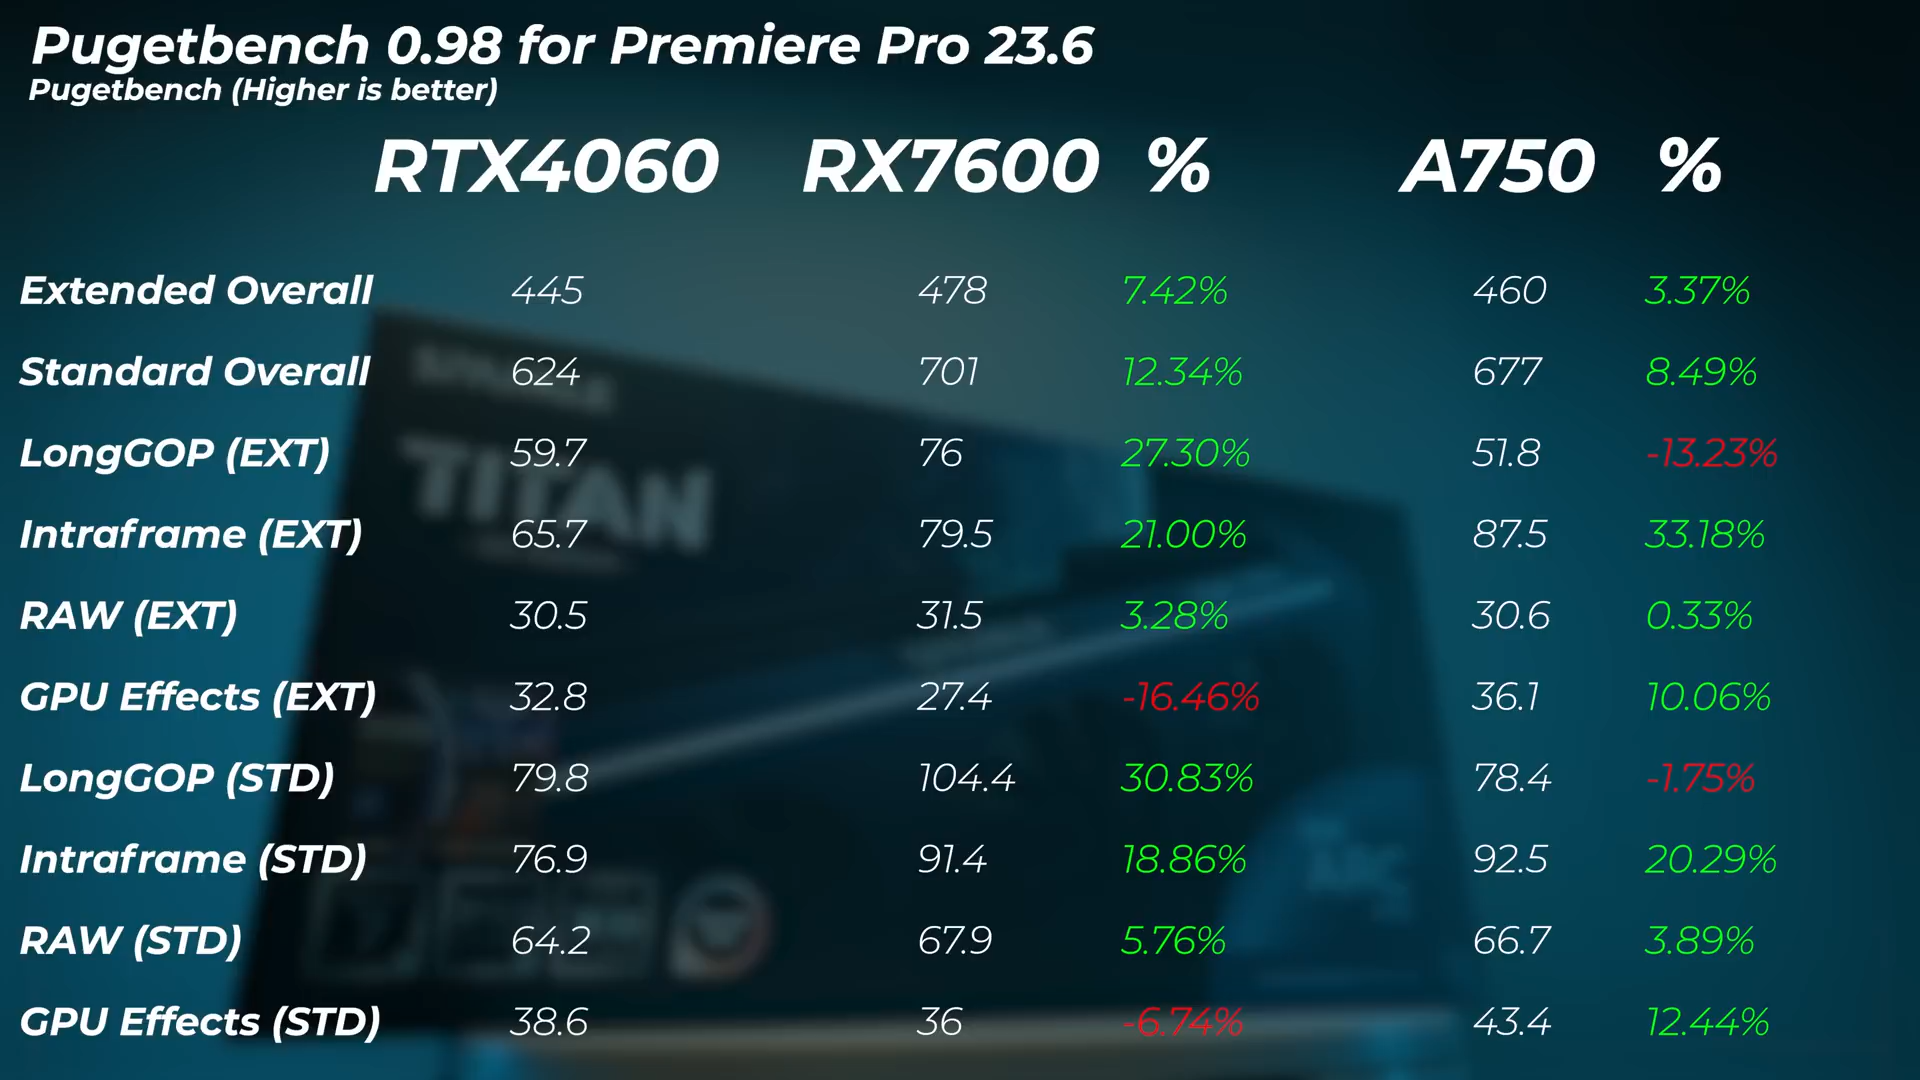 Pugetbench 0.98 for Premiere Pro 23.6
Pugetbench (Higher is better)
RTX4060 RX7600 % A750 %
Extended Overall 445 478 7.42% 460 3.37%
Standard Overall 624 701 12.34% 677 8.49%
LongGOP (EXT) 59.7 76 27.30% 51.8 -13.23%
Intraframe (EXT) 65.7 79.5 21.00% 87.5 33.18%
RAW (EXT) 30.5 31.5 3.28% 30.6 0.33%
GPU Effects (EXT) 32.8 27.4 -16.46% 36.1 10.06%
LongGOP (STD) 79.8 104.4 30.83% 78.4 -1.75%
Intraframe (STD) 76.9 91.4 18.86% 92.5 20.29%
RAW (STD) 64.2 67.9 5.76% 66.7 3.89%
GPU Effects (STD) 38.6 36 -6.74% 43.4 12.44%
TITAN
ARC